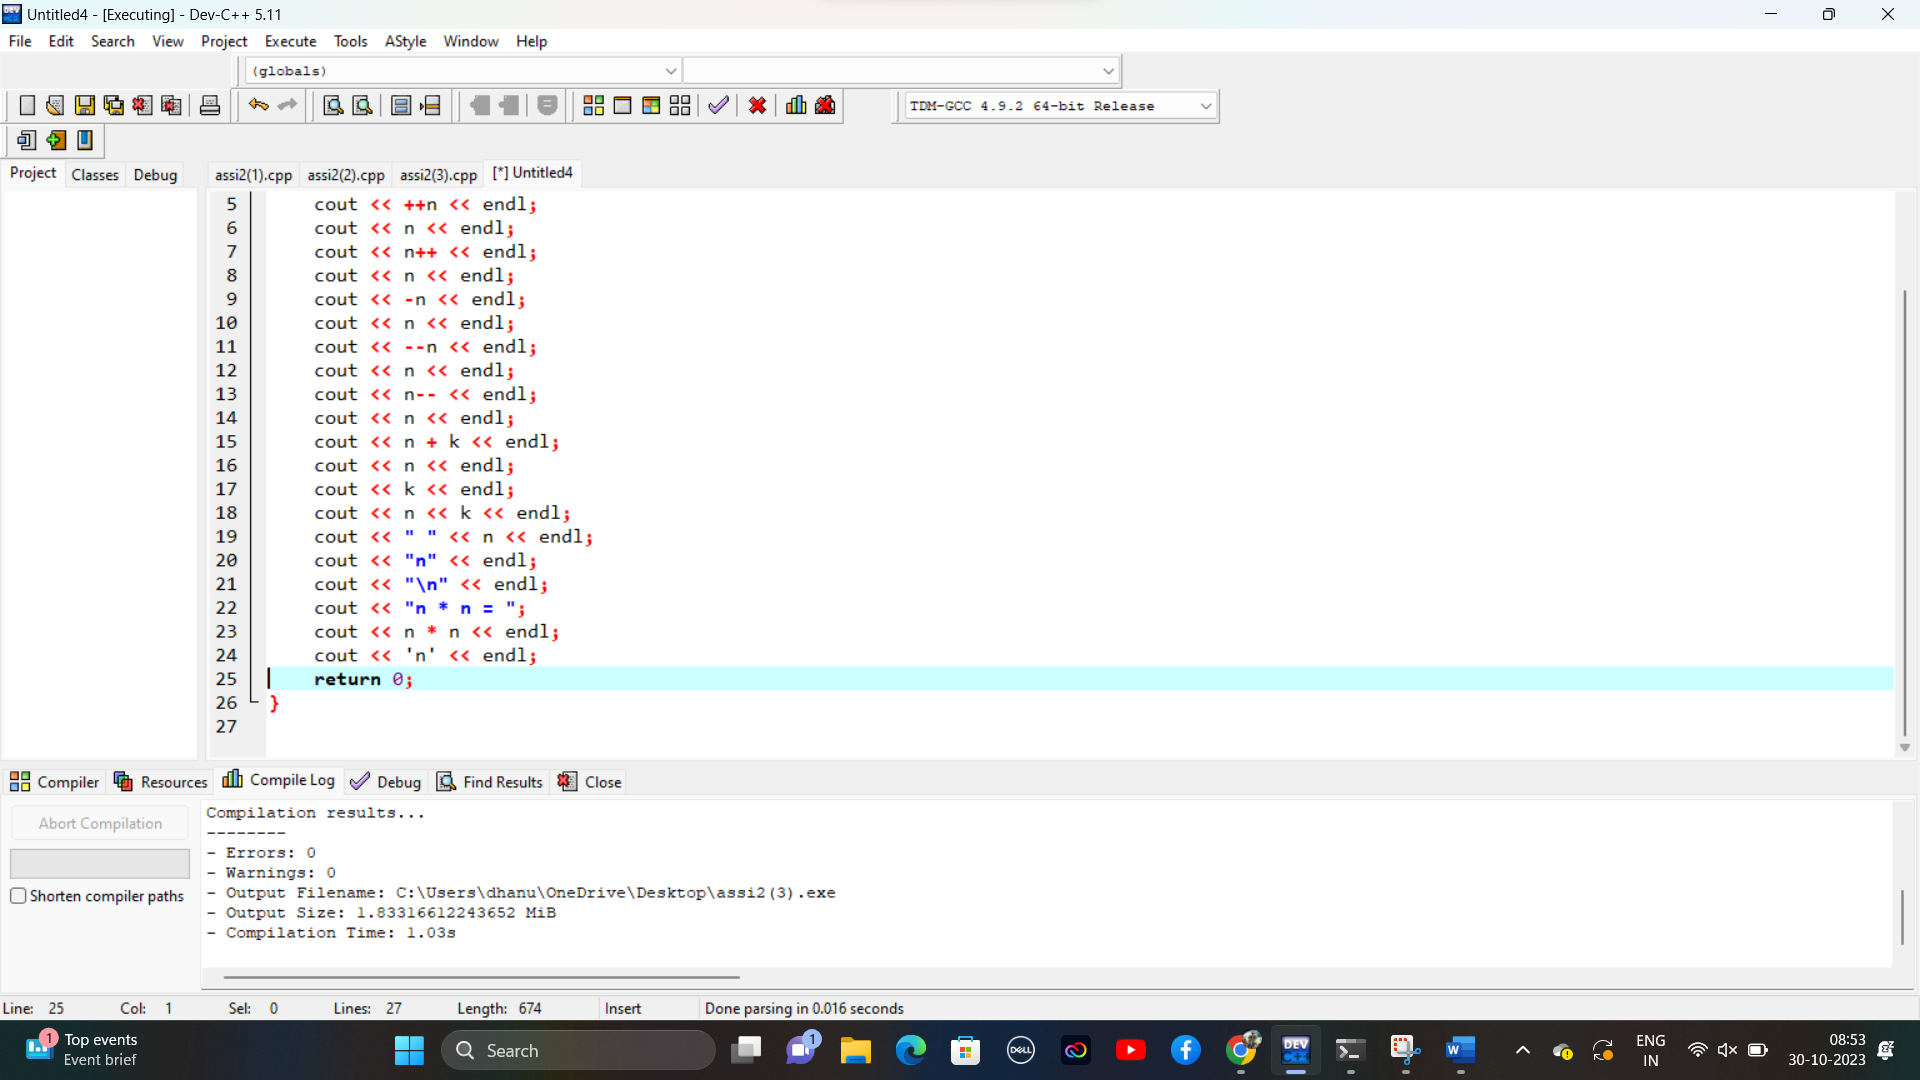 Untitled4 - [Executing] - Dev-C++ 5.11
File Edit Search View Project Execute Tools AStyle Window Help
(globals)
TDM-GCC 4.9.2 64-bit Release
Project Classes Debug assi2(1).cpp assi2(2).cpp assi2(3).cpp [*] Untitled4
5 cout << ++n << endl;
6 cout << n << endl;
7 cout << n++ << endl;
8 cout << n << endl;
9 cout << -n << endl;
10 cout << n << endl;
11 cout << --n << endl;
12 cout << n << endl;
13 cout << n-- << endl;
14 cout << n << endl;
15 cout << n + k << endl;
16 cout << n << endl;
17 cout << k << endl;
18 cout << n << k << endl;
19 cout << " " << n << endl;
20 cout << "n" << endl;
21 cout << "\n" << endl;
22 cout << "n * n = ";
23 cout << n * n << endl;
24 cout << 'n' << endl;
25 return 0;
26 }
27
Compiler Resources Compile Log Debug Find Results Close
Abort Compilation
Shorten compiler paths
Compilation results...
--------
- Errors: 0
- Warnings: 0
- Output Filename: C:\Users\dhanu\OneDrive\Desktop\assi2(3).exe
- Output Size: 1.83316612243652 MiB
- Compilation Time: 1.03s
Line: 25 Col: 1 Sel: 0 Lines: 27 Length: 674 Insert Done parsing in 0.016 seconds
1 Top events
Event brief
Search
1
DELL
DEV
C++
W
ENG
IN
08:53
30-10-2023